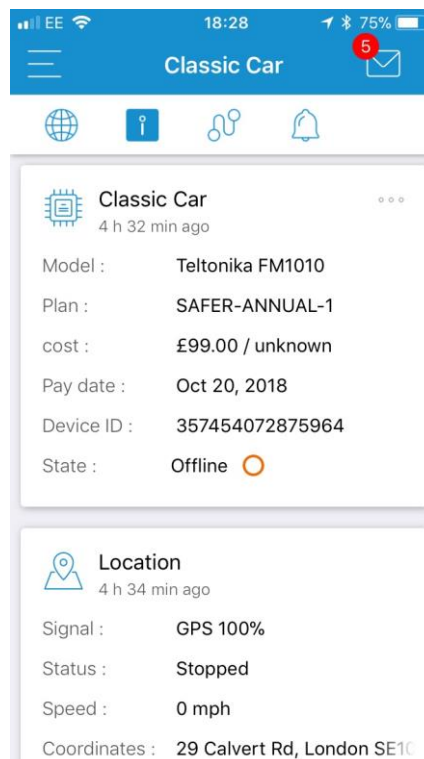 EE 18:28 75%
Classic Car 5
Classic Car
4 h 32 min ago
Model : Teltonika FM1010
Plan : SAFER-ANNUAL-1
cost : £99.00 / unknown
Pay date : Oct 20, 2018
Device ID : 357454072875964
State : Offline
Location
4 h 34 min ago
Signal : GPS 100%
Status : Stopped
Speed : 0 mph
Coordinates : 29 Calvert Rd, London SE10